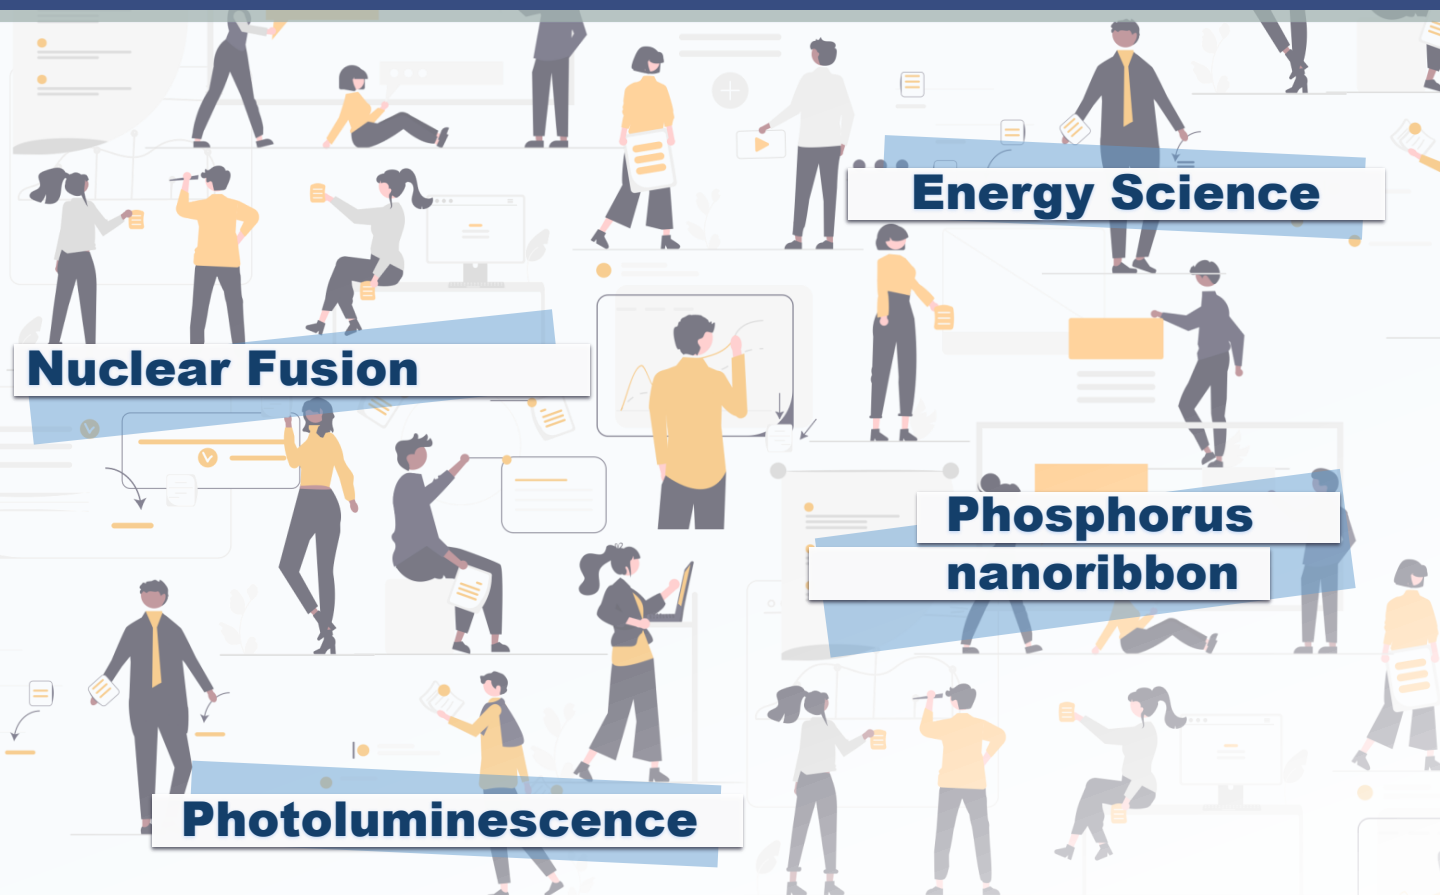 Energy Science
Nuclear Fusion
Phosphorus
nanoribbon
Photoluminescence